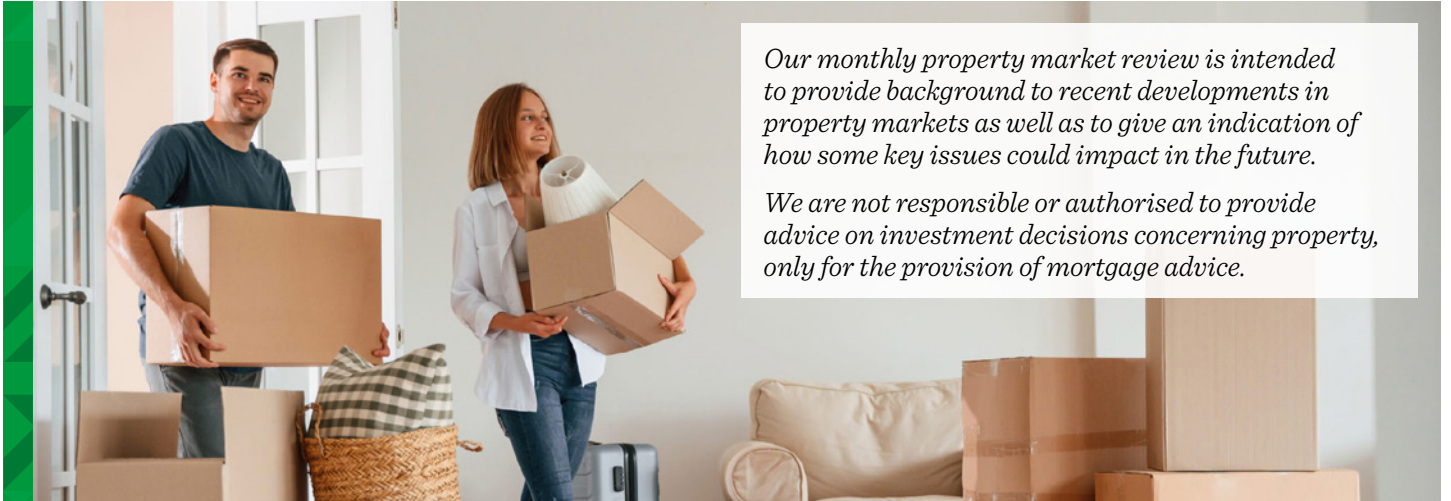 Our monthly property market review is intended
to provide background to recent developments in
property markets as well as to give an indication of
how some key issues could impact in the future.
We are not responsible or authorised to provide
advice on investment decisions concerning property,
only for the provision of mortgage advice.